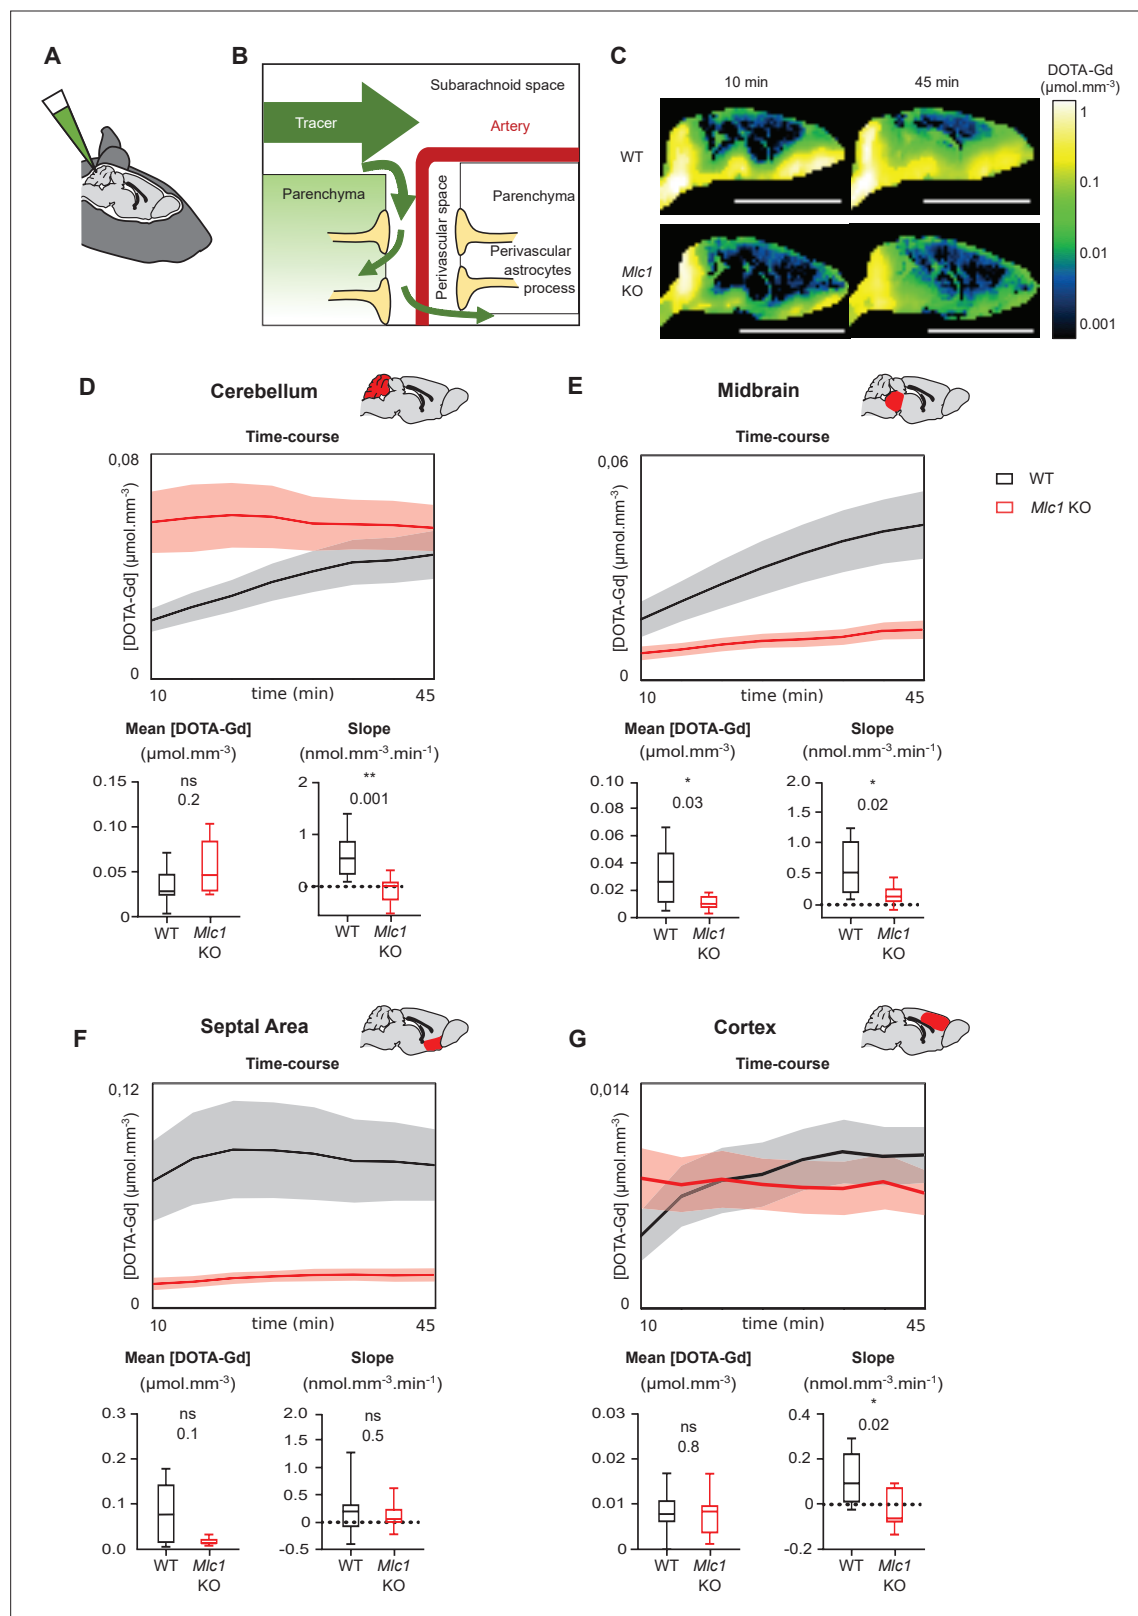 A
B
Subarachnoid space
Tracer
Artery
Parenchyma
Parenchyma
Perivascular space
Perivascular
astrocytes
process
C
10 min
45 min
DOTA-Gd
(µmol.mm⁻³)
WT
Mlc1
KO
1
0.1
0.01
0.001
D
Cerebellum
Time-course
[DOTA-Gd] (µmol.mm⁻³)
0,08
0
10
45
time (min)
Mean [DOTA-Gd]
(µmol.mm⁻³)
0.15
0.10
0.05
0
ns
0.2
WT
Mlc1
KO
Slope
(nmol.mm⁻³.min⁻¹)
2
1
0
**
0.001
WT
Mlc1
KO
E
Midbrain
Time-course
[DOTA-Gd] (µmol.mm⁻³)
0,06
0
10
45
time (min)
WT
Mlc1 KO
Mean [DOTA-Gd]
(µmol.mm⁻³)
0.10
0.08
0.06
0.04
0.02
0
*
0.03
WT
Mlc1
KO
Slope
(nmol.mm⁻³.min⁻¹)
2.0
1.5
1.0
0.5
0
*
0.02
WT
Mlc1
KO
F
Septal Area
Time-course
[DOTA-Gd] (µmol.mm⁻³)
0,12
0
10
45
time (min)
Mean [DOTA-Gd]
(µmol.mm⁻³)
0.3
0.2
0.1
0.0
ns
0.1
WT
Mlc1
KO
Slope
(nmol.mm⁻³.min⁻¹)
2.0
1.5
1.0
0.5
0
-0.5
ns
0.5
WT
Mlc1
KO
G
Cortex
Time-course
[DOTA-Gd] (µmol.mm⁻³)
0,014
0
10
45
time (min)
Mean [DOTA-Gd]
(µmol.mm⁻³)
0.03
0.02
0.01
0
ns
0.8
WT
Mlc1
KO
Slope
(nmol.mm⁻³.min⁻¹)
0.4
0.2
0
-0.2
*
0.02
WT
Mlc1
KO